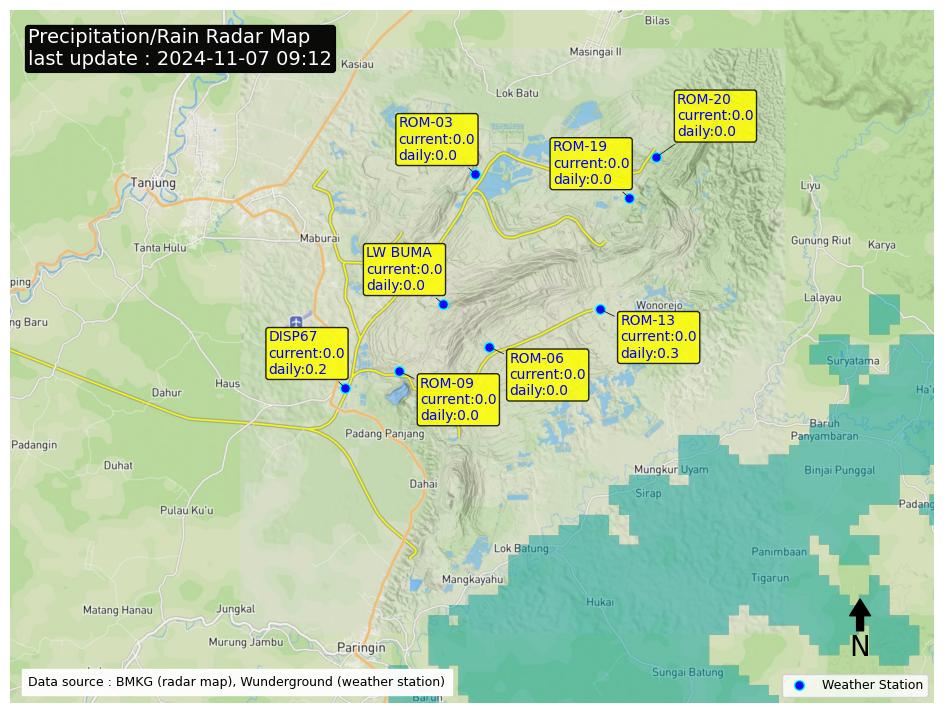 Precipitation/Rain Radar Map
last update : 2024-11-07 09:12
Bilas
Masingai II
Kasiau
Lok Batu
ROM-20
current:0.0
daily:0.0
ROM-03
current:0.0
daily:0.0
ROM-19
current:0.0
daily:0.0
Tanjung
Liyu
Maburai
Tanta Hulu
Gunung Riut
Karya
LW BUMA
current:0.0
daily:0.0
ping
Lalayau
Wonorejo
ng Baru
ROM-13
current:0.0
daily:0.3
DISP67
current:0.0
daily:0.2
ROM-06
current:0.0
daily:0.0
Suryatama
ROM-09
current:0.0
daily:0.0
Haus
Ha'u
Dahur
Baruh
Panyambaran
Padang Panjang
Padangin
Duhat
Mungkur Uyam
Binjai Punggal
Dahai
Sirap
Padang
Pulau Ku'u
Lok Batung
Panimbaan
Mangkayahu
Tigarun
Hukai
Matang Hanau
Jungkal
Murung Jambu
Paringin
N
Sungai Batung
Data source : BMKG (radar map), Wunderground (weather station)
Weather Station
Barun